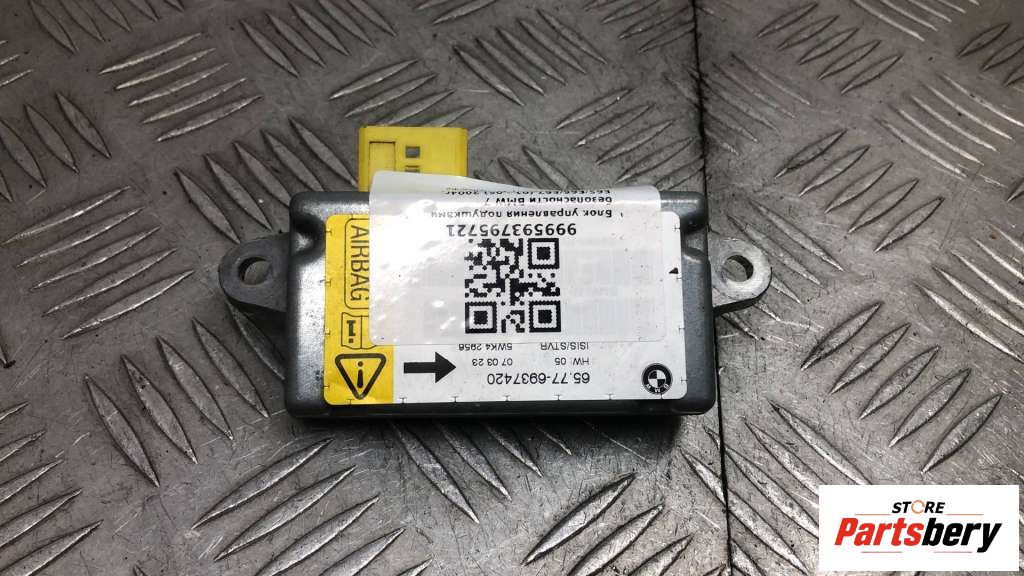 AIRBAG
65.77-6937420
HW 05
07 03 23
ISIS/STVR
5WK4 2956
9995593795721
Блок управления подушками
безопасности BMW 7
STORE
Partsbery